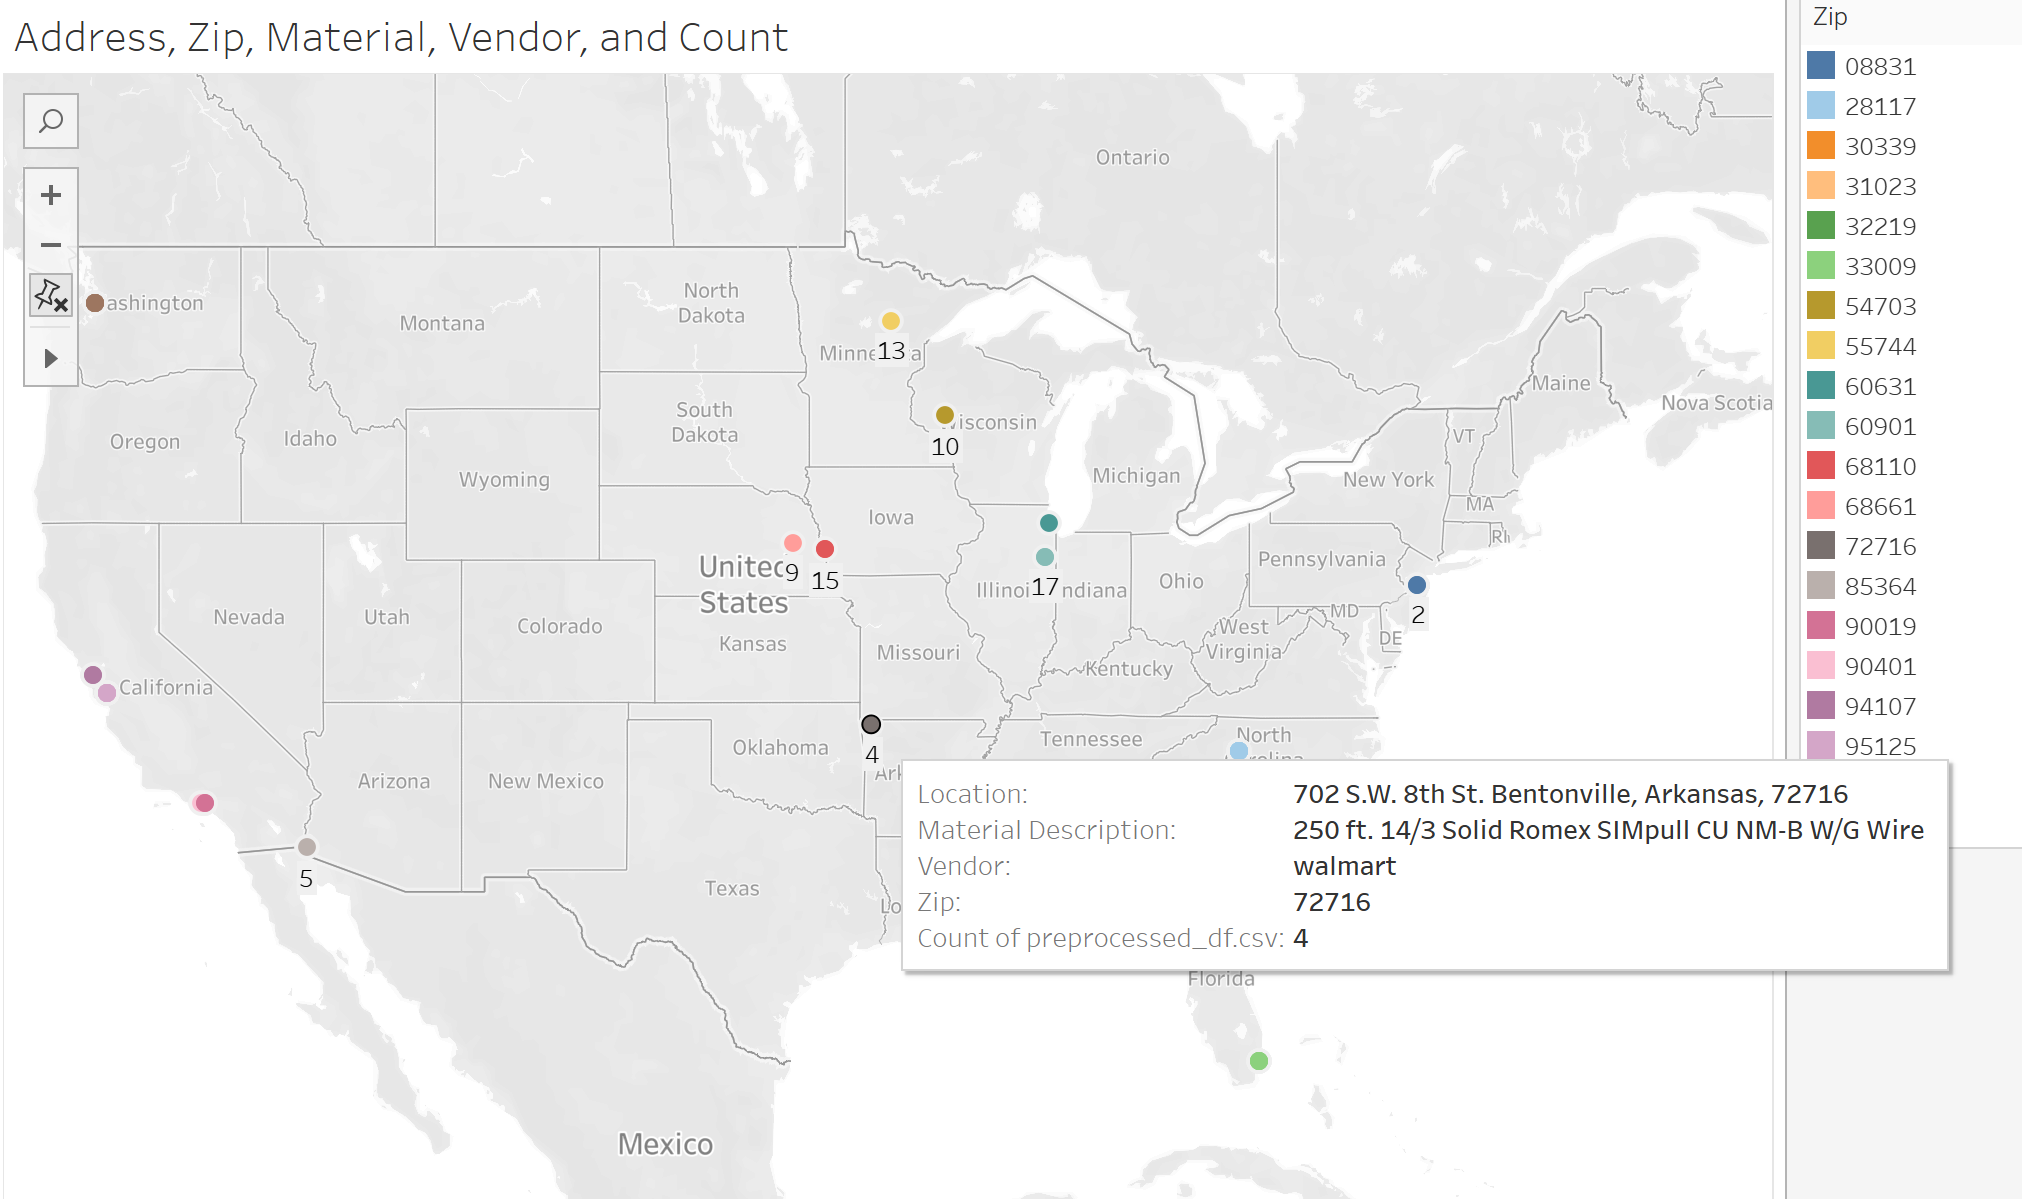 Address, Zip, Material, Vendor, and Count
Zip
08831
28117
30339
31023
32219
33009
54703
55744
60631
60901
68110
68661
72716
85364
90019
90401
94107
95125
Ontario
ashington
Montana
North
Dakota
13
Maine
Nova Scotia
Oregon
Idaho
South
Dakota
isconsin
10
VT
Wyoming
Michigan
New York
MA
Iowa
RI
United
States
9
15
Illinoi
17
ndiana
Ohio
Pennsylvania
2
MD
DE
Nevada
Utah
Colorado
Kansas
Missouri
West
Virginia
Kentucky
California
4
Oklahoma
Tennessee
North
Arizona
New Mexico
5
Texas
Location: 702 S.W. 8th St. Bentonville, Arkansas, 72716
Material Description: 250 ft. 14/3 Solid Romex SIMpull CU NM-B W/G Wire
Vendor: walmart
Zip: 72716
Count of preprocessed_df.csv: 4
Florida
Mexico